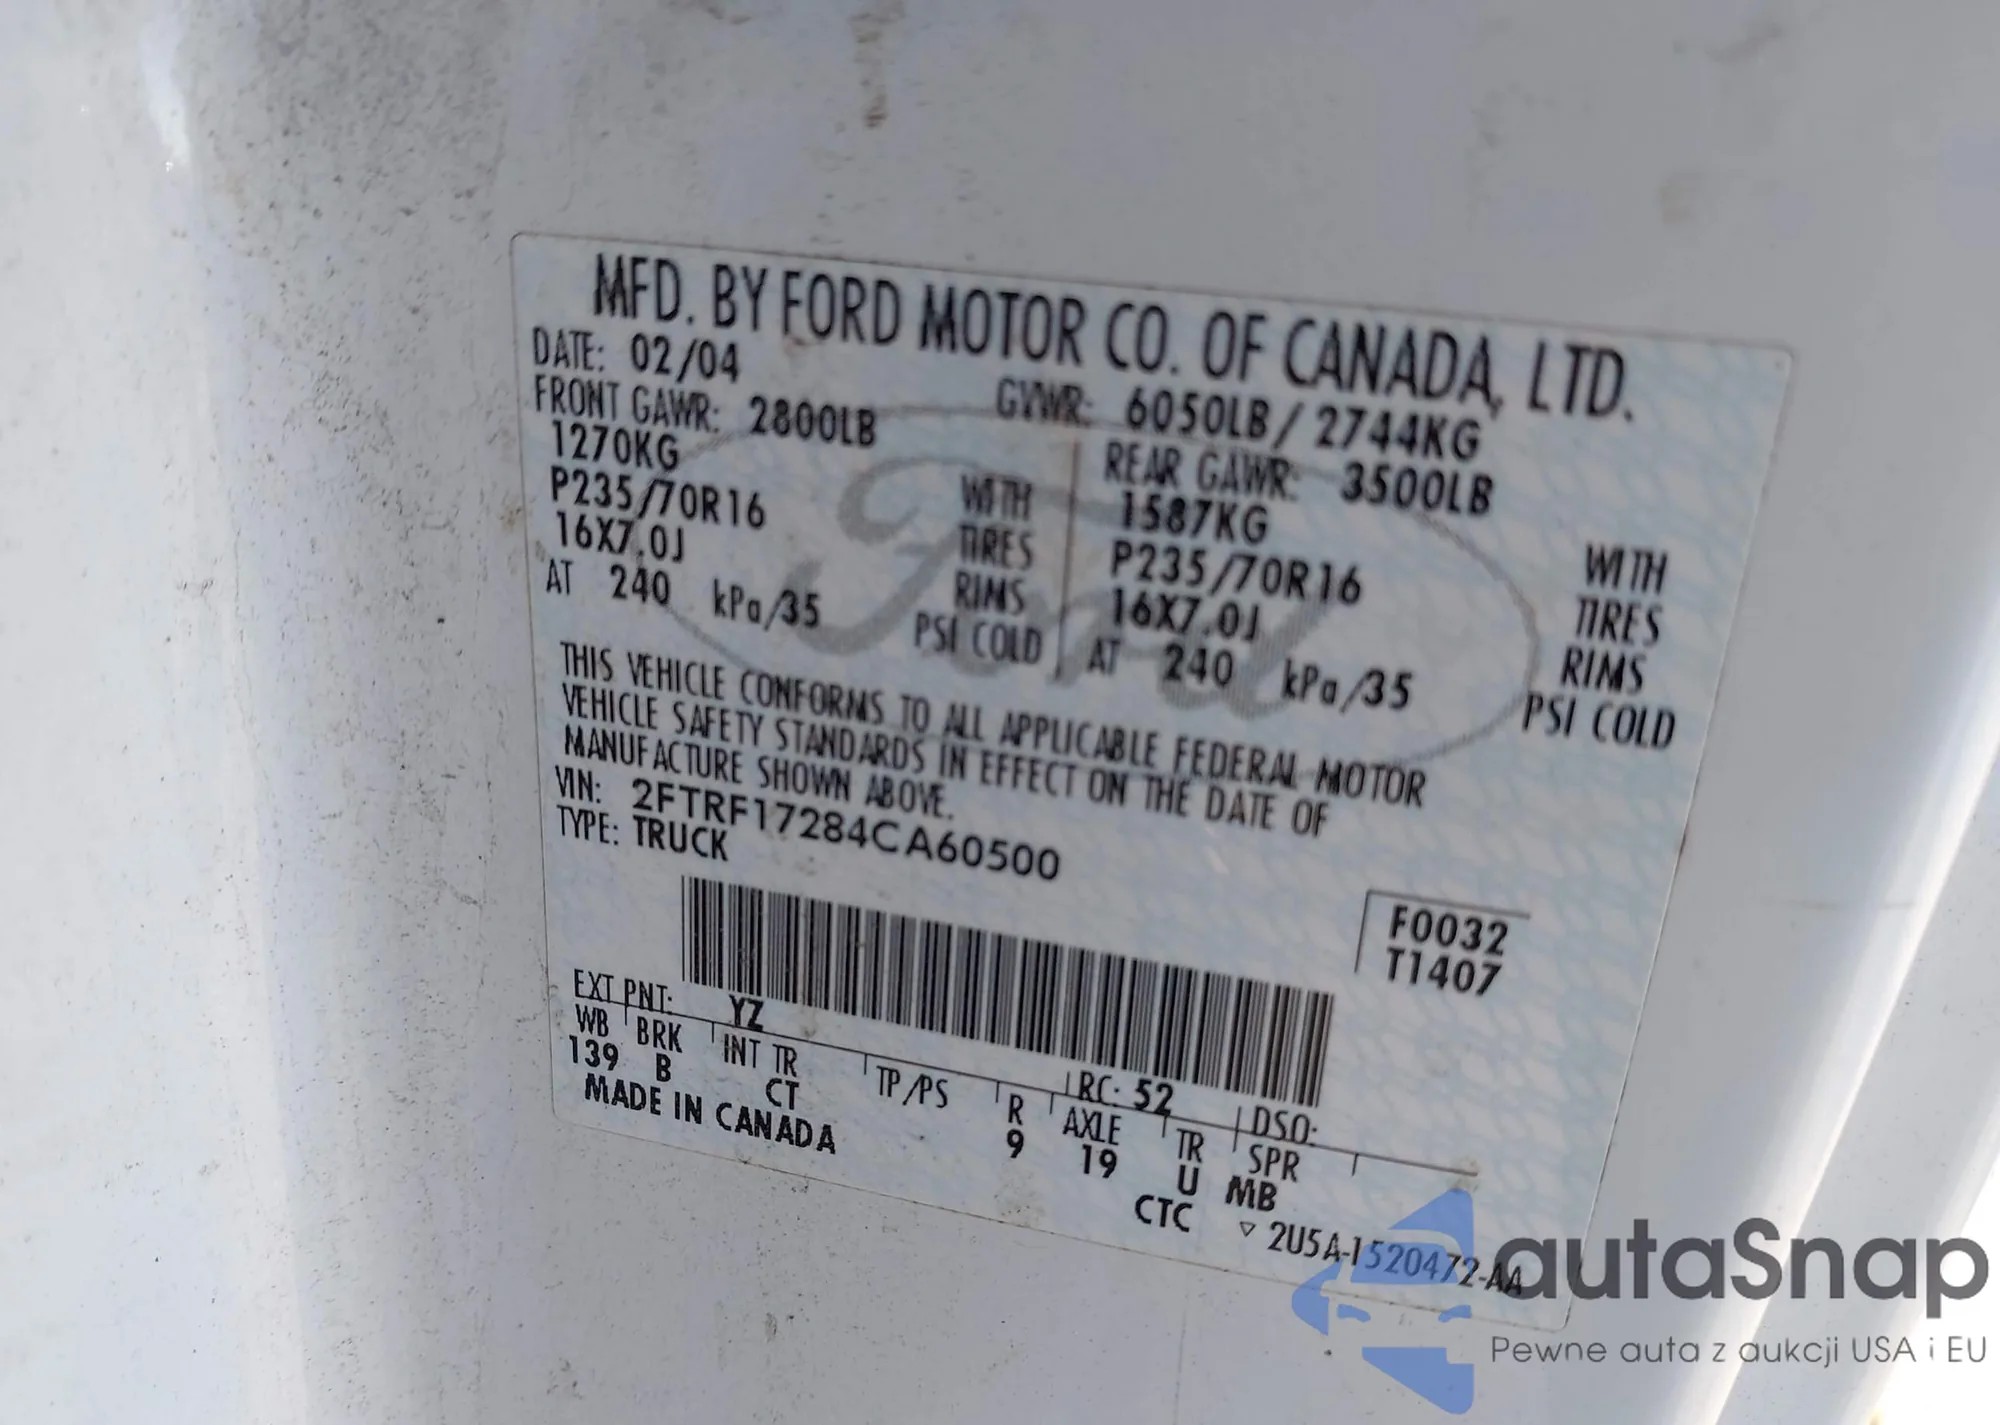 MFD. BY FORD MOTOR CO. OF CANADA, LTD.
DATE: 02/04 GVWR: 6050LB / 2744KG
FRONT GAWR: 2800LB REAR GAWR: 3500LB
1270KG WITH 1587KG WITH
P235/70R16 TIRES P235/70R16 TIRES
16X7.0J RIMS 16X7.0J RIMS
AT 240 kPa/35 PSI COLD AT 240 kPa/35 PSI COLD
THIS VEHICLE CONFORMS TO ALL APPLICABLE FEDERAL MOTOR
VEHICLE SAFETY STANDARDS IN EFFECT ON THE DATE OF
MANUFACTURE SHOWN ABOVE.
VIN: 2FTRF17284CA60500
TYPE: TRUCK
Ford
F0032
T1407
EXT PNT: YZ RC: 52 DSO:
WB BRK INT TR TP/PS R AXLE TR SPR
139 B CT 9 19 U MB
MADE IN CANADA CTC ▽ 2U5A-1520472-AA
autaSnap
Pewne auta z aukcji USA i EU